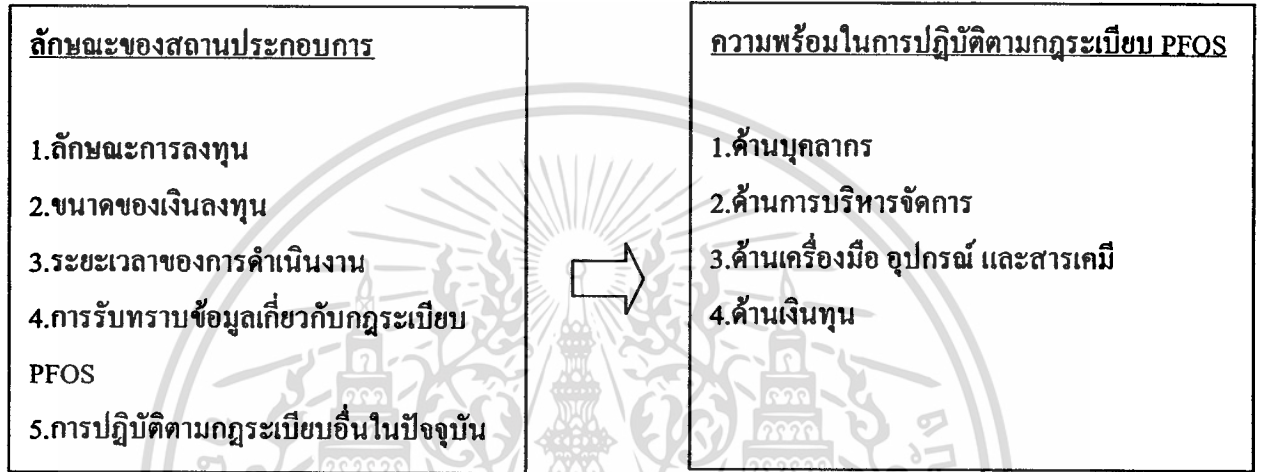 ลักษณะของสถานประกอบการ
1.ลักษณะการลงทุน
2.ขนาดของเงินลงทุน
3.ระยะเวลาของการดำเนินงาน
4.การรับทราบข้อมูลเกี่ยวกับกฎระเบียบ
PFOS
5.การปฏิบัติตามกฎระเบียบอื่นในปัจจุบัน
ความพร้อมในการปฏิบัติตามกฎระเบียบ PFOS
1.ด้านบุคลากร
2.ด้านการบริหารจัดการ
3.ด้านเครื่องมือ อุปกรณ์ และสารเคมี
4.ด้านเงินทุน